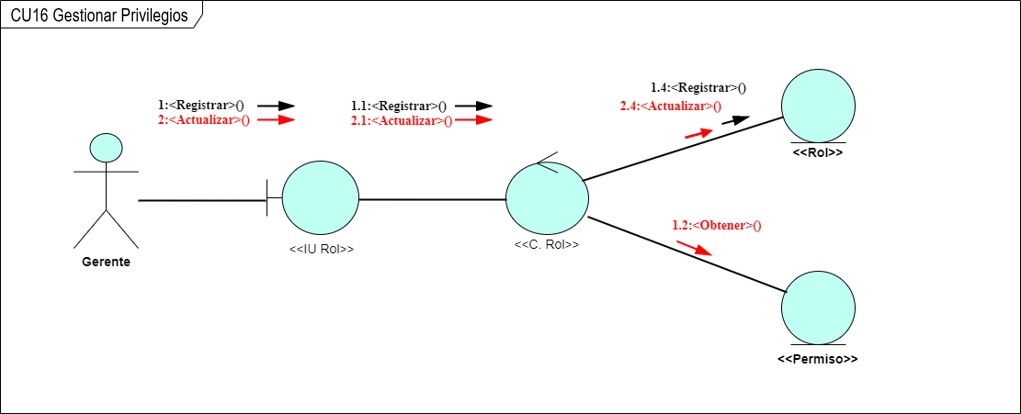 CU16 Gestionar Privilegios
1:<Registrar>()
2:<Actualizar>()
1.1:<Registrar>()
2.1:<Actualizar>()
1.4:<Registrar>()
2.4:<Actualizar>()
<<Rol>>
1.2:<Obtener>()
<<IU Rol>>
<<C. Rol>>
Gerente
<<Permiso>>